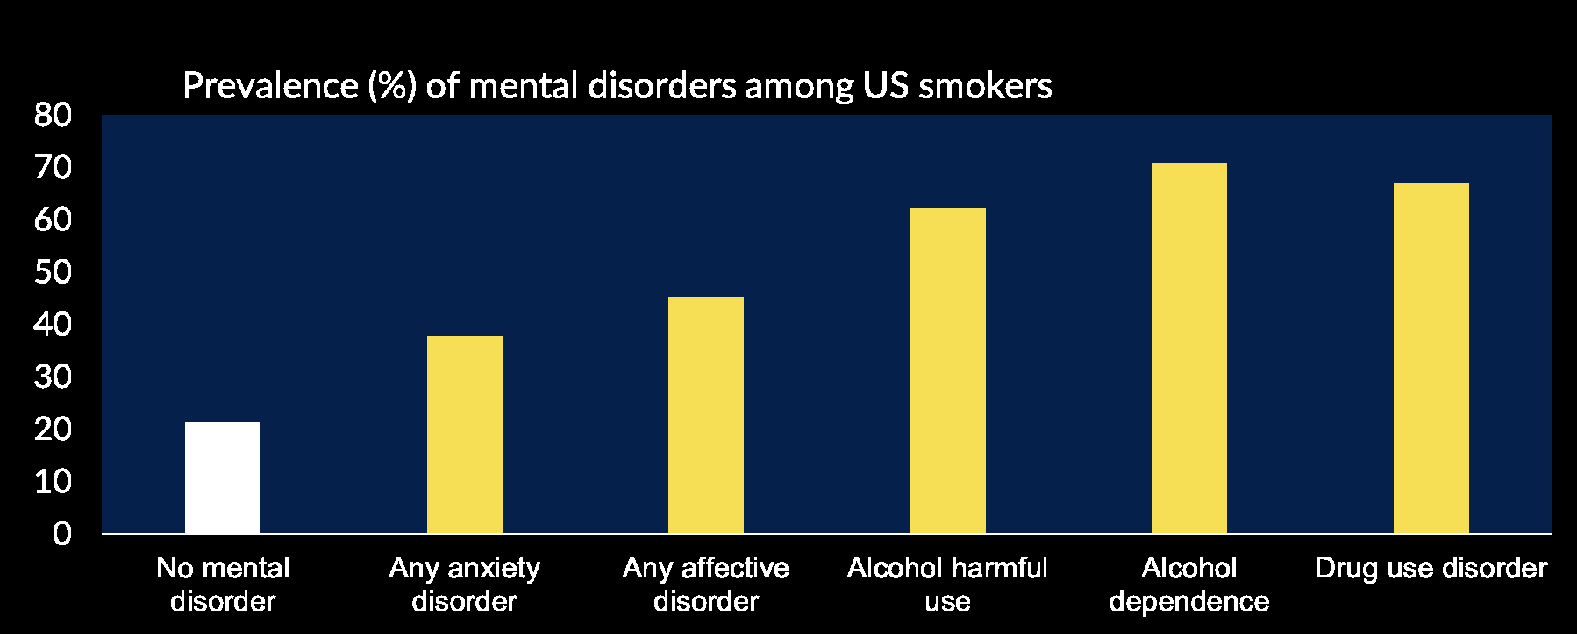 Prevalence (%) of mental disorders among US smokers
80
70
60
50
40
30
20
10
0
No mental
disorder
Any anxiety
disorder
Any affective
disorder
Alcohol harmful
use
Alcohol
dependence
Drug use disorder